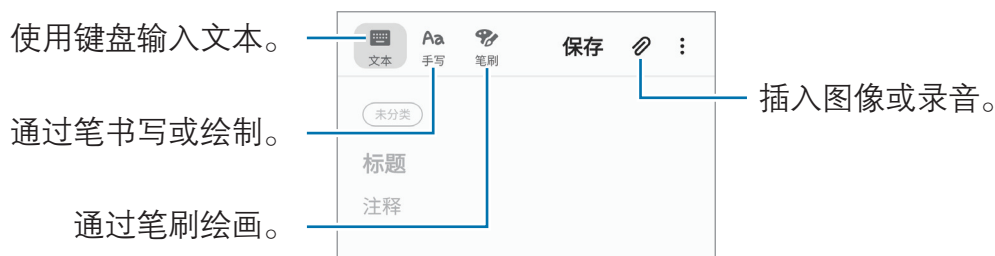 使用键盘输入文本。
通过笔书写或绘制。
通过笔刷绘画。
Aa
保存
文本
手写
笔刷
未分类
标题
注释
插入图像或录音。